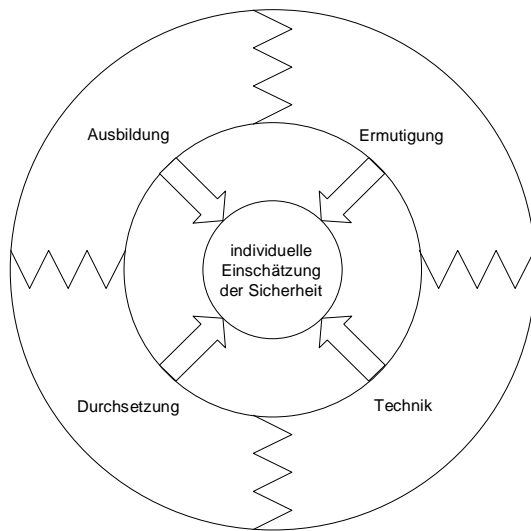 Ausbildung
Ermutigung
individuelle
Einschätzung
der Sicherheit
Durchsetzung
Technik